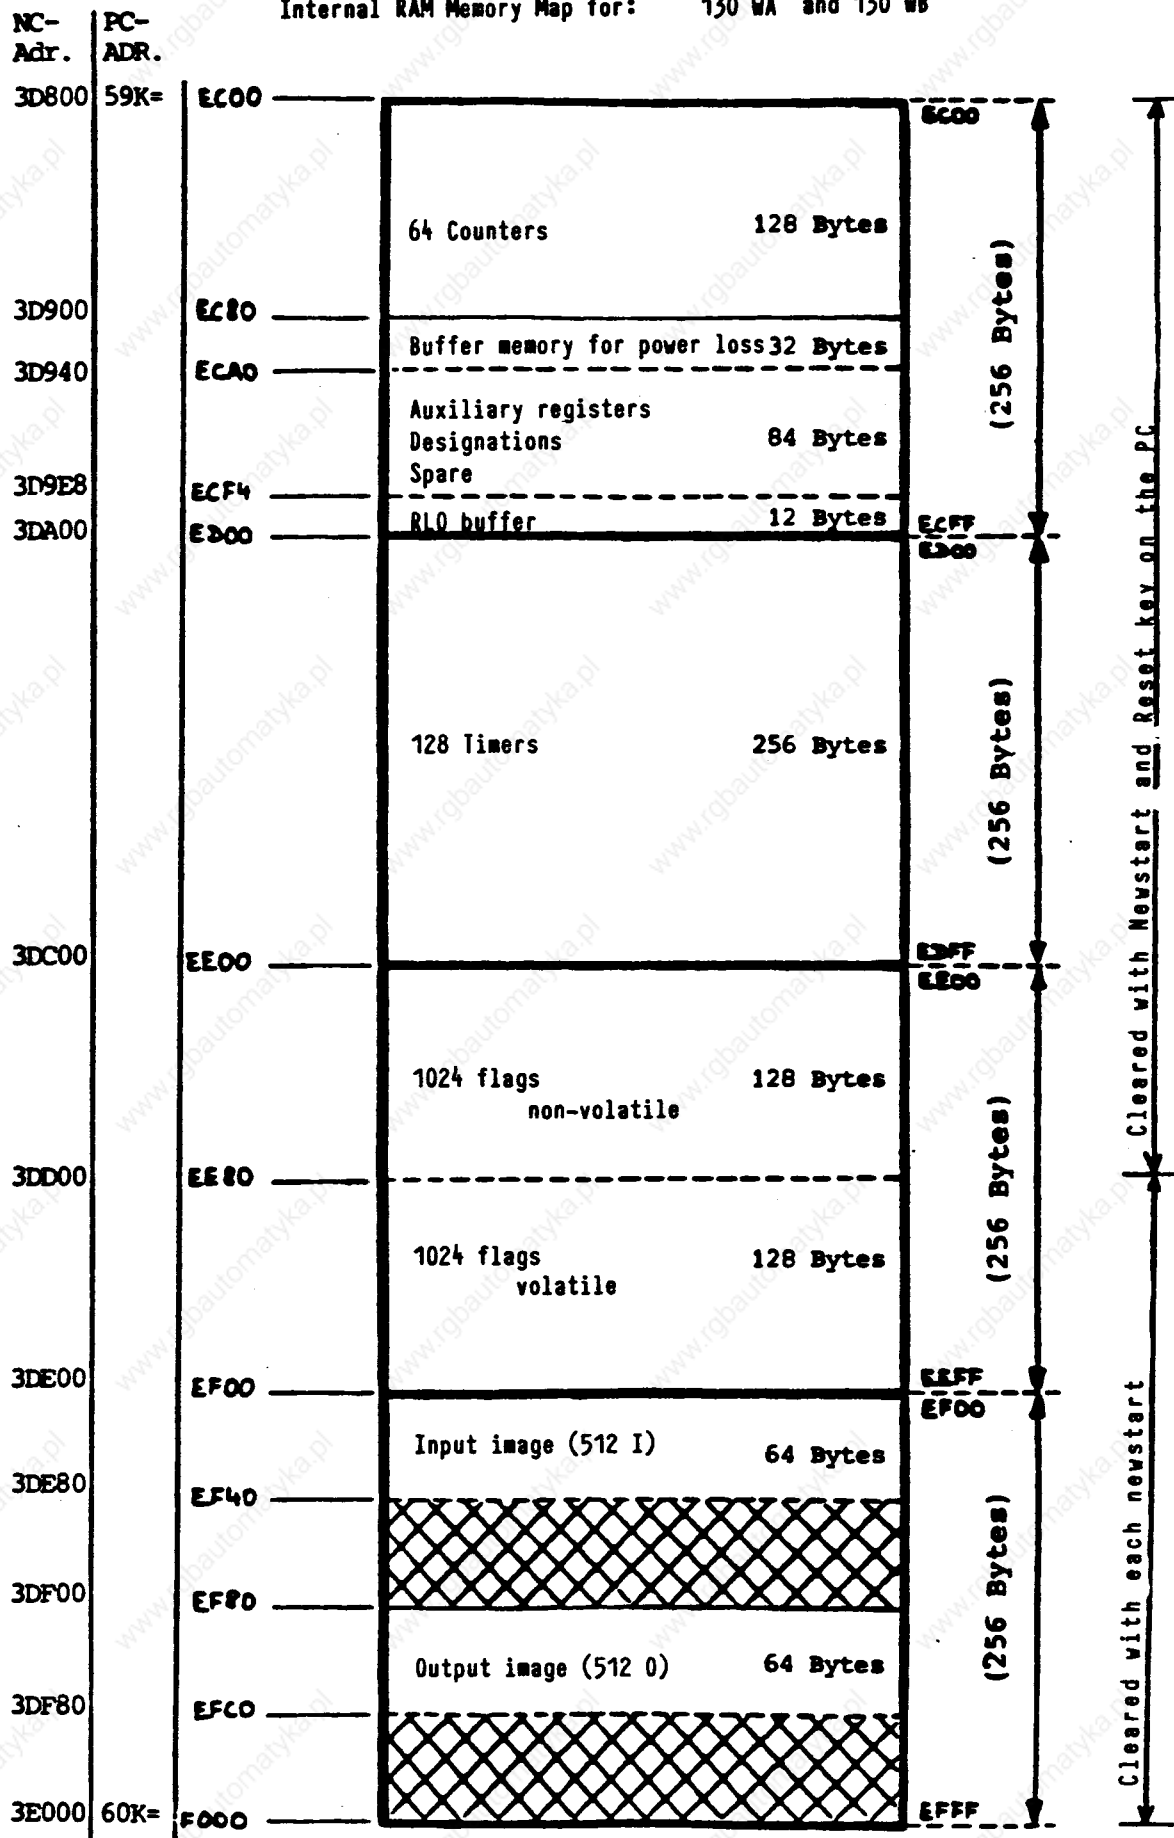 Internal RAM Memory Map for: 130 WA and 150 WB
NC- PC-
Adr. ADR.
3D800 59K= EC00
EC00
64 Counters 128 Bytes
(256 Bytes)
3D900 EC80
Buffer memory for power loss 32 Bytes
3D940 ECA0
Auxiliary registers
Designations 84 Bytes
Spare
3D9E8 ECF4
RLO buffer 12 Bytes ECFF
3DA00 ED00
ED00
128 Timers 256 Bytes
(256 Bytes)
Cleared with Newstart and Reset key on the PC
3DC00 EE00 EDFF
EE00
1024 flags 128 Bytes
non-volatile
(256 Bytes)
3DD00 EE80
1024 flags 128 Bytes
volatile
3DE00 EF00 EEFF
EF00
Input image (512 I) 64 Bytes
3DE80 EF40
(256 Bytes)
Cleared with each newstart
3DF00 EF80
Output image (512 O) 64 Bytes
3DF80 EFC0
3E000 60K= F000 EFFF
www.rgbautomatyka.pl